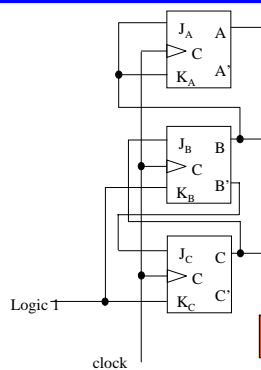 J_A A
C
K_A A'
J_B B
C
K_B B'
J_C C
C
K_C C'
Logic 1
clock